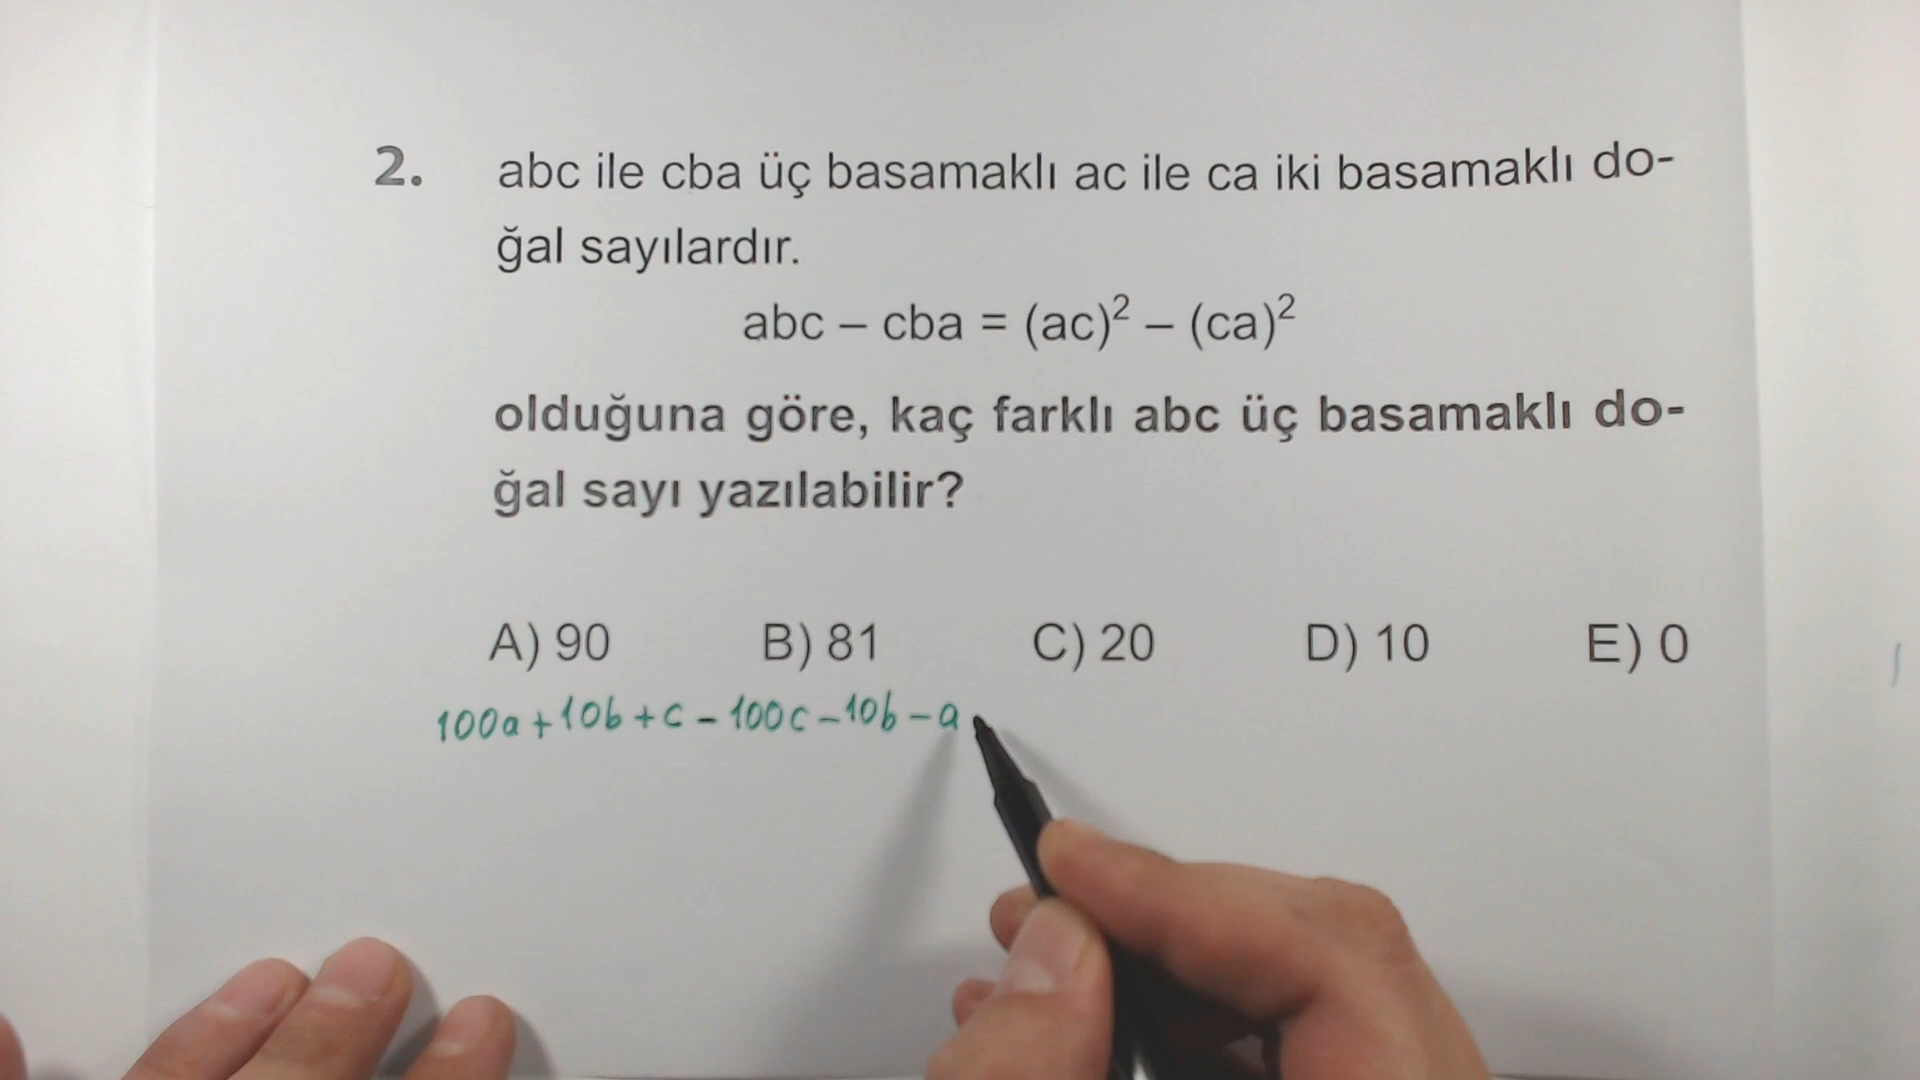 2. abc ile cba üç basamaklı ac ile ca iki basamaklı do-
ğal sayılardır.
abc – cba = (ac)² – (ca)²
olduğuna göre, kaç farklı abc üç basamaklı do-
ğal sayı yazılabilir?
A) 90 B) 81 C) 20 D) 10 E) 0
100a + 10b + c - 100c - 10b - a